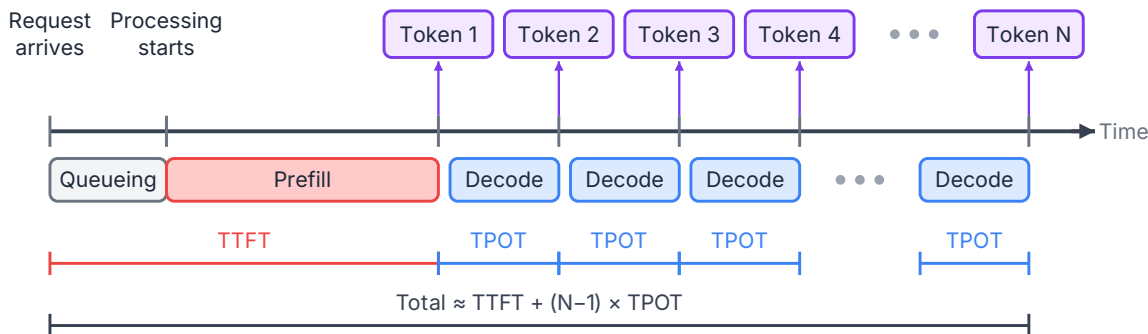 Request
arrives
Processing
starts
Token 1
Token 2
Token 3
Token 4
Token N
Time
Queueing
Prefill
Decode
Decode
Decode
Decode
TTFT
TPOT
TPOT
TPOT
TPOT
Total ≈ TTFT + (N−1) × TPOT